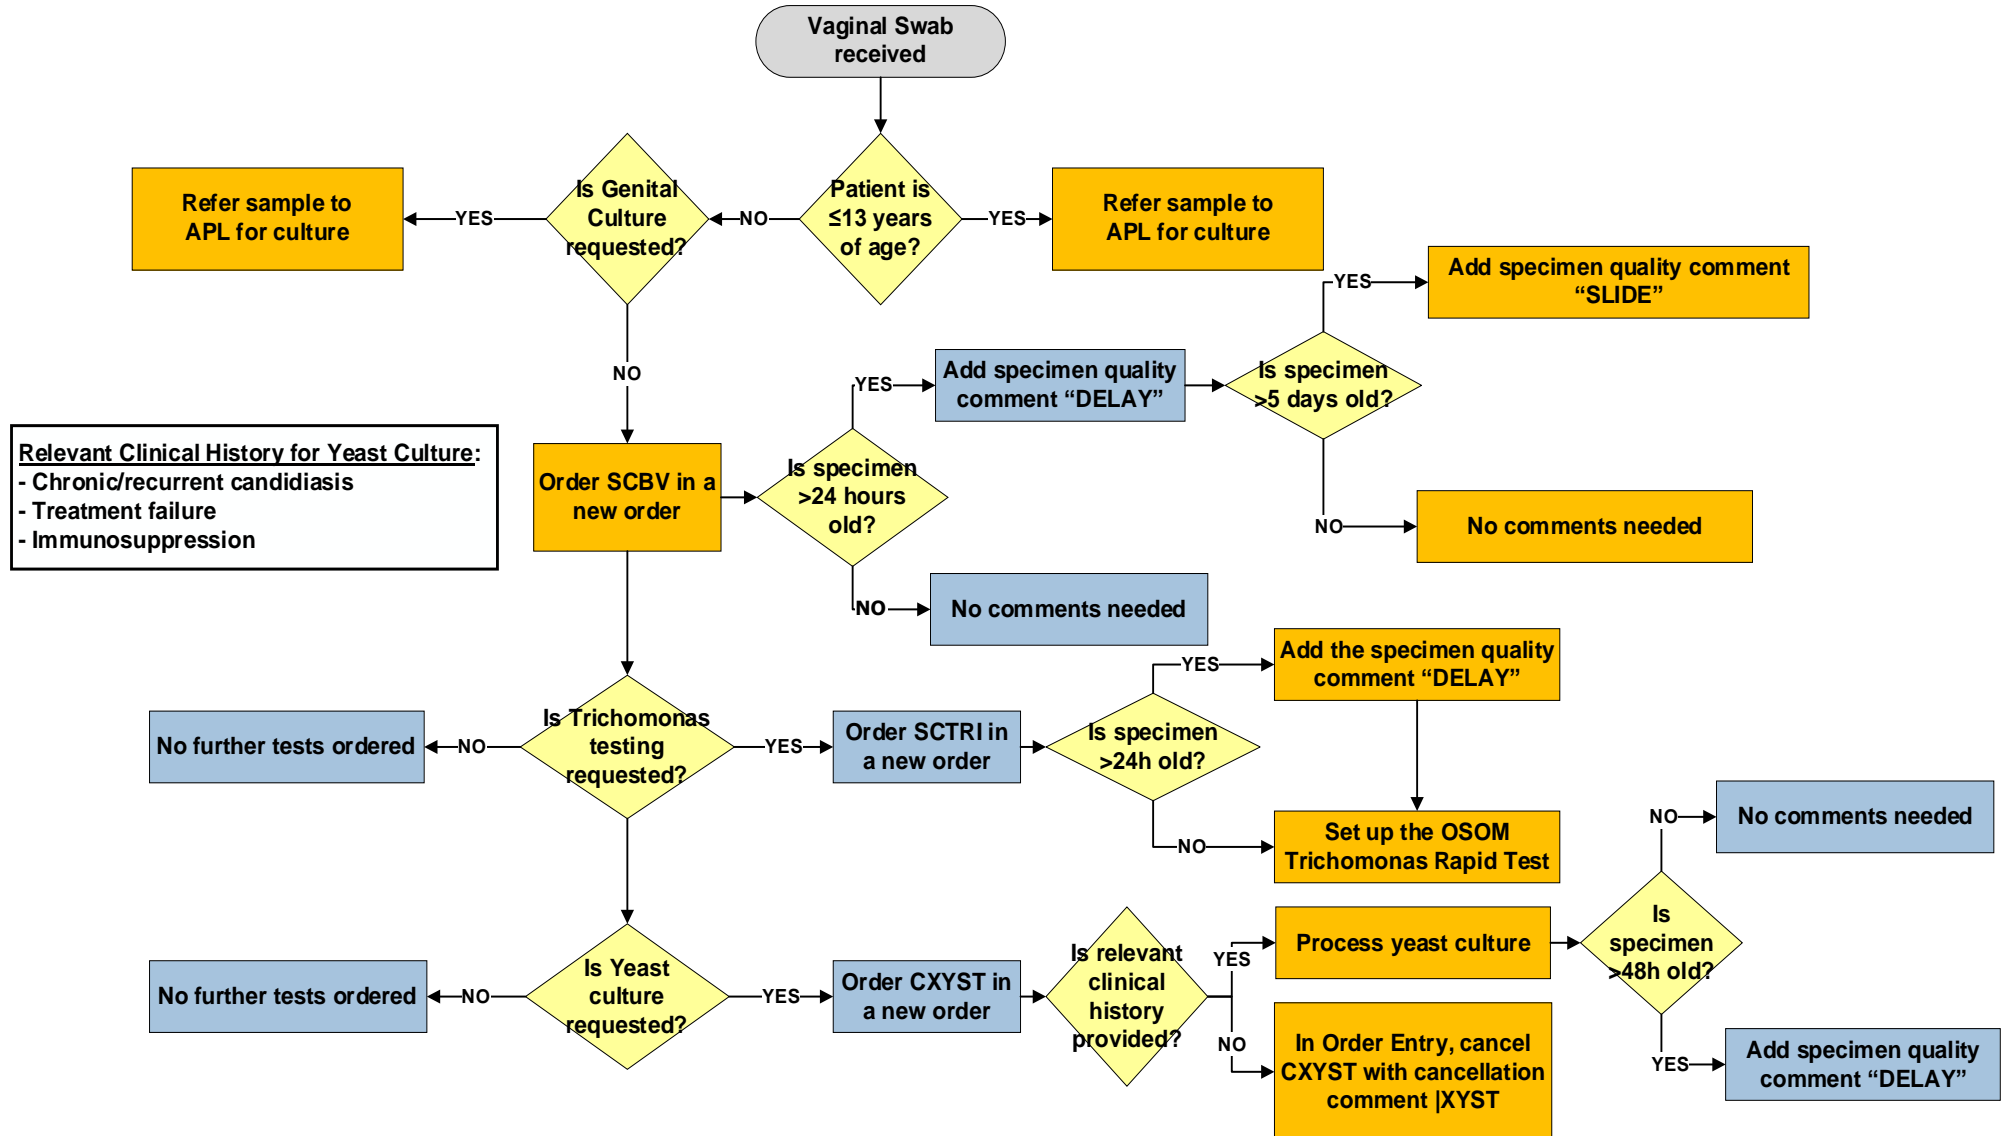 Vaginal Swab
received
Is Genital
Culture
requested?
Patient is
≤13 years
of age?
Refer sample to
APL for culture
YES
NO
YES
Refer sample to
APL for culture
Add specimen quality comment
“SLIDE”
YES
NO
Add specimen quality
comment “DELAY”
YES
Is specimen
>5 days old?
Relevant Clinical History for Yeast Culture:
- Chronic/recurrent candidiasis
- Treatment failure
- Immunosuppression
Order SCBV in a
new order
Is specimen
>24 hours
old?
NO
No comments needed
NO
No comments needed
Add the specimen quality
comment “DELAY”
YES
No further tests ordered
NO
Is Trichomonas
testing
requested?
YES
Order SCTRI in
a new order
Is specimen
>24h old?
NO
Set up the OSOM
Trichomonas Rapid Test
NO
No comments needed
No further tests ordered
NO
Is Yeast
culture
requested?
YES
Order CXYST in
a new order
Is relevant
clinical
history
provided?
YES
Process yeast culture
Is
specimen
>48h old?
NO
In Order Entry, cancel
CXYST with cancellation
comment |XYST
YES
Add specimen quality
comment “DELAY”